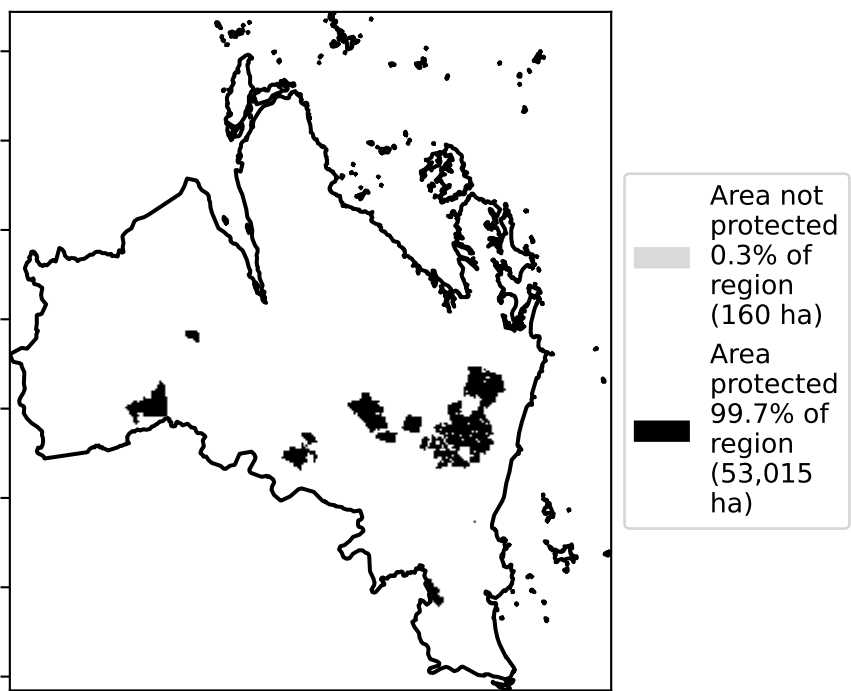 Area not
protected
0.3% of
region
(160 ha)
Area
protected
99.7% of
region
(53,015
ha)